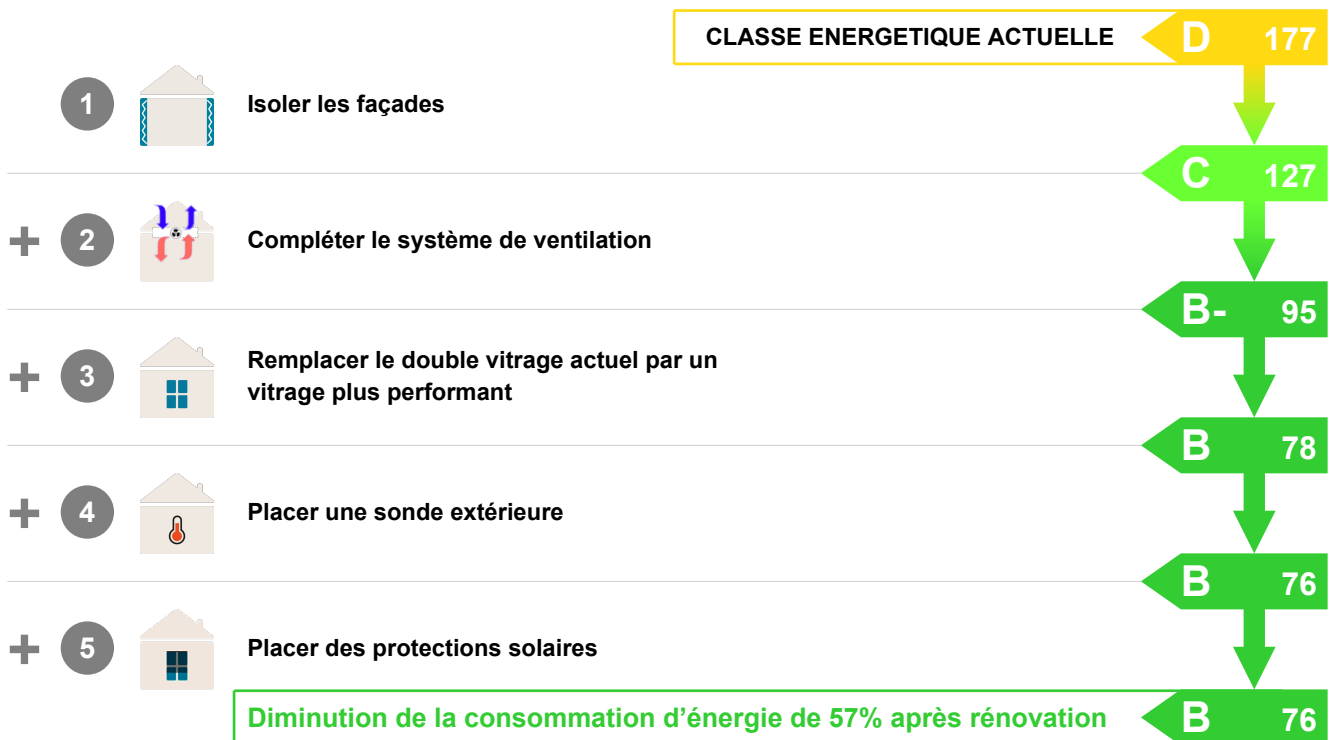 CLASSE ENERGETIQUE ACTUELLE D 177
1 Isoler les façades
C 127
+ 2 Compléter le système de ventilation
B- 95
+ 3 Remplacer le double vitrage actuel par un
vitrage plus performant
B 78
+ 4 Placer une sonde extérieure
B 76
+ 5 Placer des protections solaires
Diminution de la consommation d’énergie de 57% après rénovation B 76